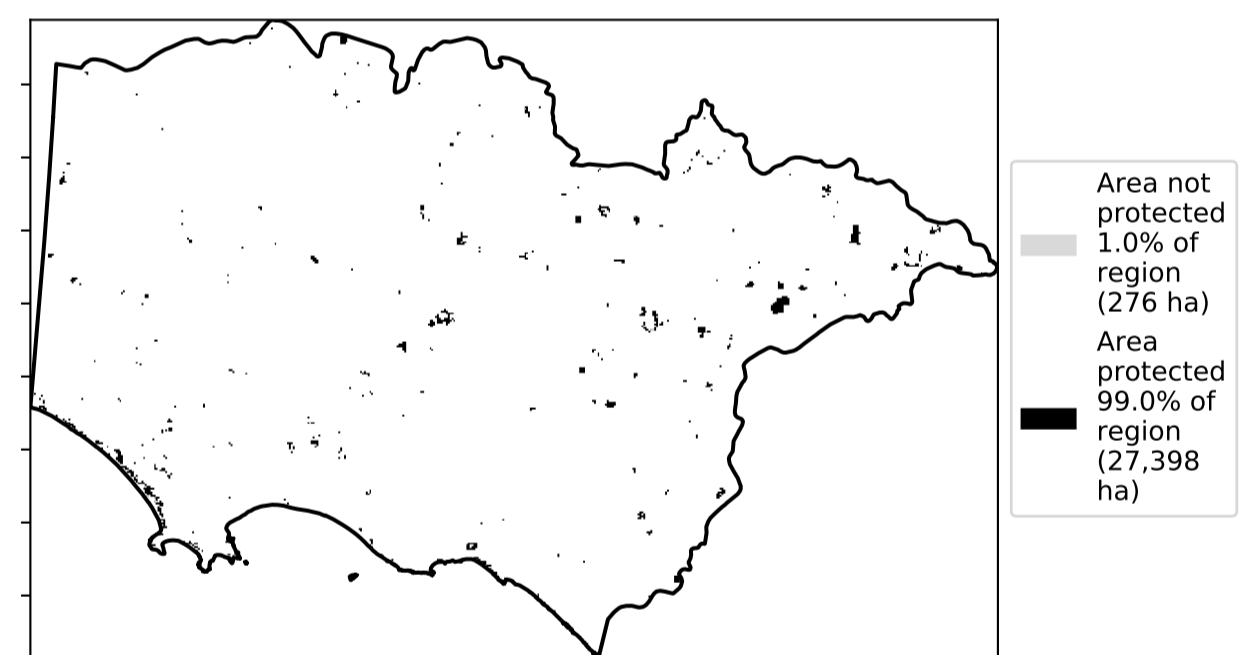 Area not
protected
1.0% of
region
(276 ha)
Area
protected
99.0% of
region
(27,398
ha)